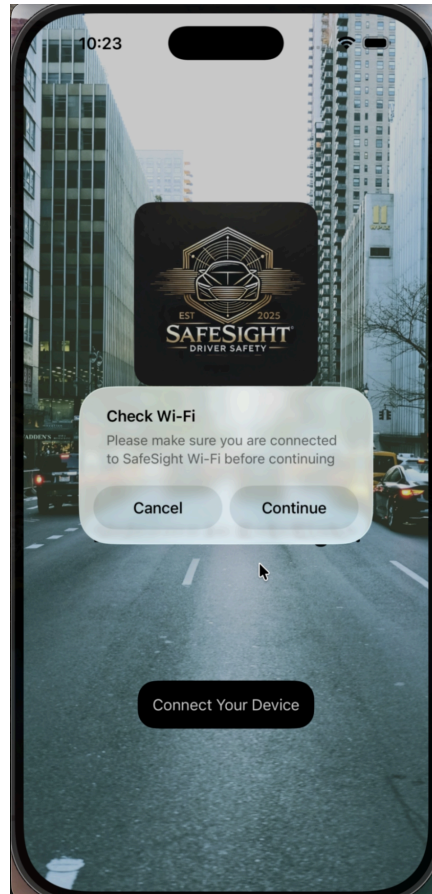 10:23
EST 2025
SAFESIGHT
DRIVER SAFETY
Check Wi-Fi
Please make sure you are connected
to SafeSight Wi-Fi before continuing
Cancel Continue
Connect Your Device